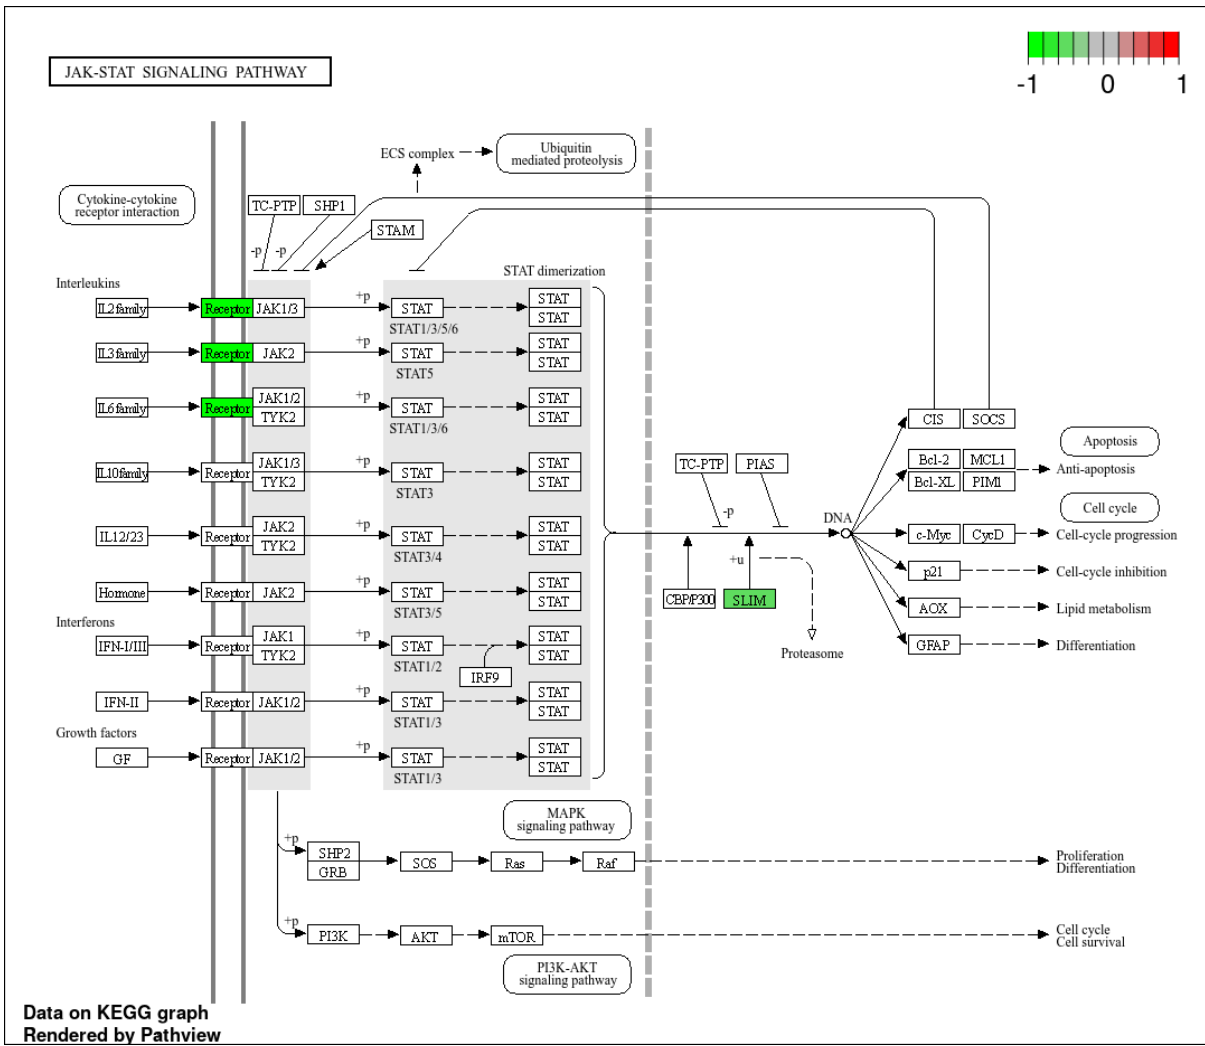 JAK-STAT SIGNALING PATHWAY
-1 0 1
ECS complex
Ubiquitin
mediated proteolysis
Cytokine-cytokine
receptor interaction
TC-PTP
SHP1
STAM
-p
-p
STAT dimerization
Interleukins
IL2family
Receptor
JAK1/3
+p
STAT
STAT1/3/5/6
STAT
STAT
IL3family
Receptor
JAK2
+p
STAT
STAT5
STAT
STAT
IL6family
Receptor
JAK1/2
TYK2
+p
STAT
STAT1/3/6
STAT
STAT
IL10family
Receptor
JAK1/3
TYK2
+p
STAT
STAT3
STAT
STAT
IL12/23
Receptor
JAK2
TYK2
+p
STAT
STAT3/4
STAT
STAT
Hormone
Receptor
JAK2
+p
STAT
STAT3/5
STAT
STAT
Interferons
IFN-I/III
Receptor
JAK1
TYK2
+p
STAT
STAT1/2
IRF9
STAT
STAT
IFN-II
Receptor
JAK1/2
+p
STAT
STAT1/3
STAT
STAT
Growth factors
GF
Receptor
JAK1/2
+p
STAT
STAT1/3
STAT
STAT
TC-PTP
PIAS
-p
+u
CBP/P300
SLIM
Proteasome
DNA
CIS
SOCS
Bcl-2
MCL1
Bcl-XL
PIM1
c-Myc
CycD
p21
AOX
GFAP
Apoptosis
Anti-apoptosis
Cell cycle
Cell-cycle progression
Cell-cycle inhibition
Lipid metabolism
Differentiation
MAPK
signaling pathway
+p
SHP2
GRB
SOS
Ras
Raf
Proliferation
Differentiation
+p
PI3K
AKT
mTOR
Cell cycle
Cell survival
PI3K-AKT
signaling pathway
Data on KEGG graph
Rendered by Pathview